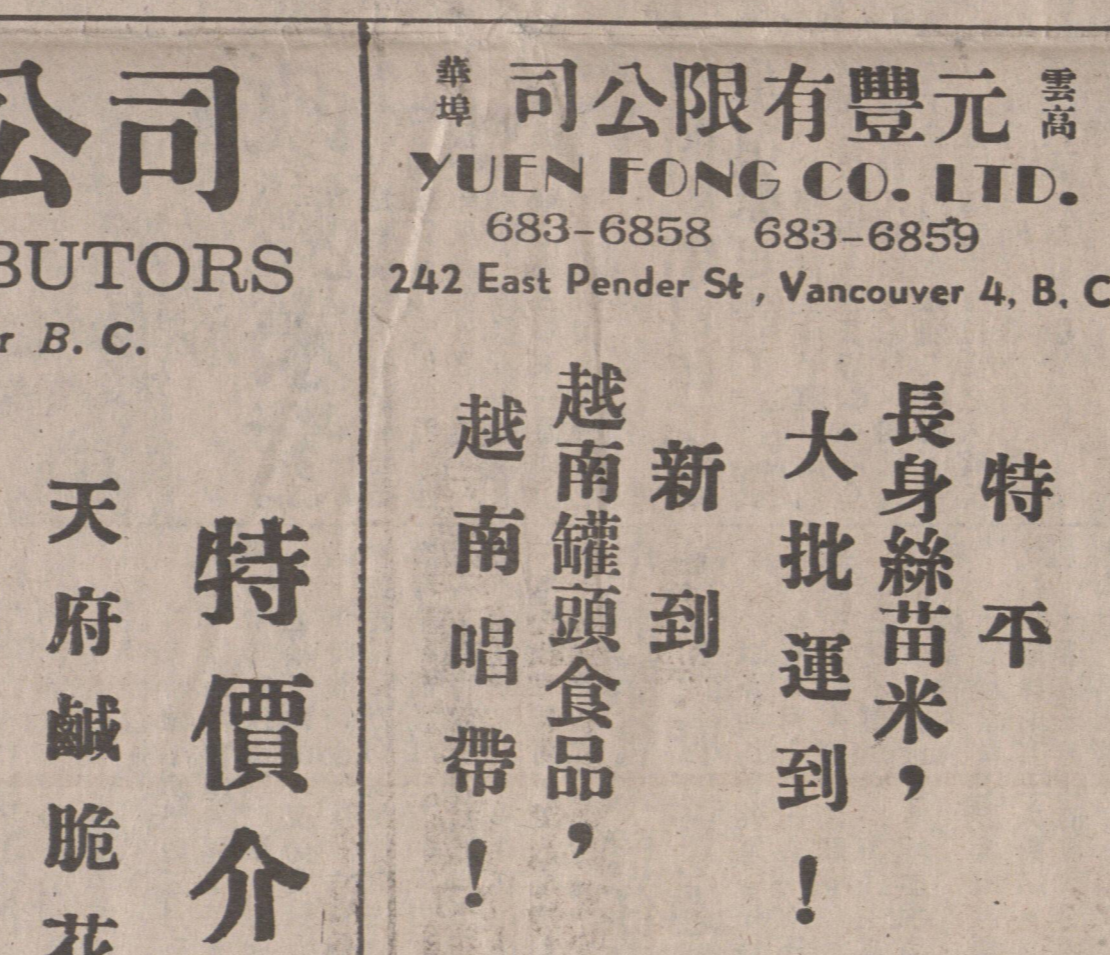 雲高
元豐有限公司
華埠
YUEN FONG CO. LTD.
683-6858 683-6859
242 East Pender St, Vancouver 4, B. C
特平
長身絲苗米，
大批運到！
新到
越南罐頭食品，
越南唱帶！
公司
BUTORS
r B. C.
特價介
天府鹹脆花